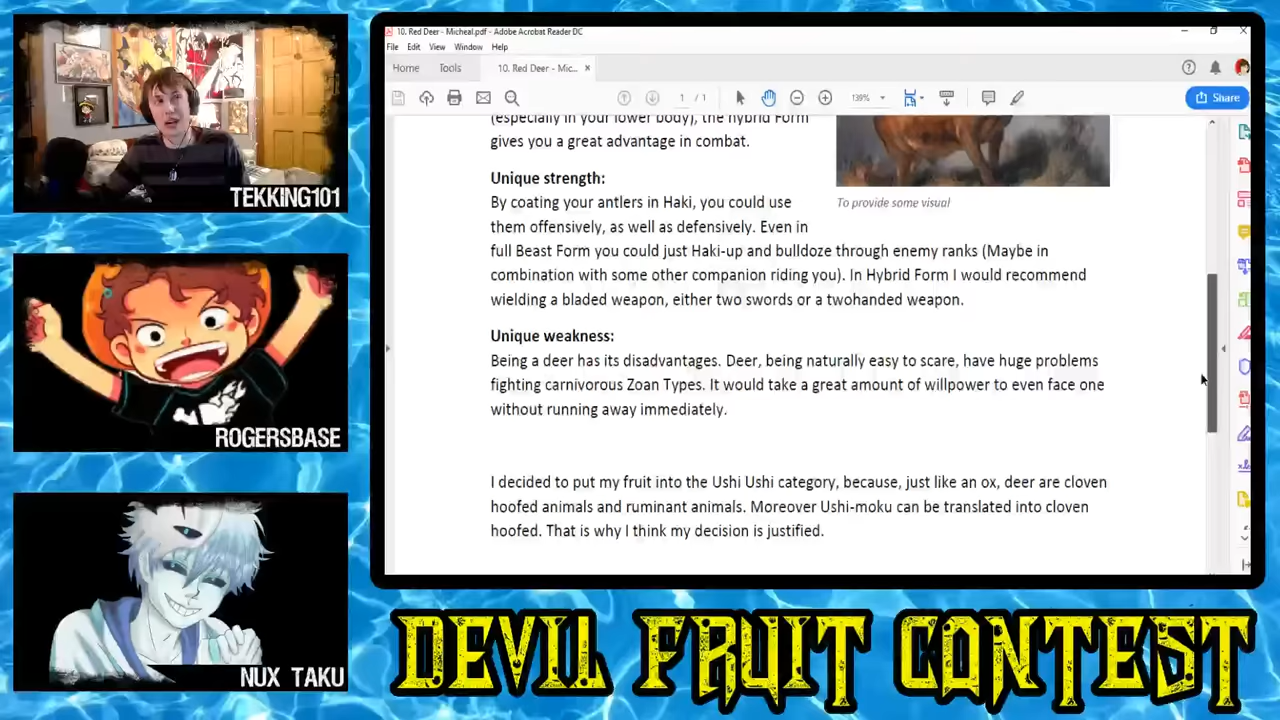 TEKKING101
ROGERSBASE
NUX TAKU
10. Red Deer - Micheal.pdf - Adobe Acrobat Reader DC
File Edit View Window Help
Home Tools 10. Red Deer - Mic... ×
1 / 1 139% Share
(especially in your lower body), the hybrid Form
gives you a great advantage in combat.
Unique strength:
By coating your antlers in Haki, you could use
them offensively, as well as defensively. Even in
full Beast Form you could just Haki-up and bulldoze through enemy ranks (Maybe in
combination with some other companion riding you). In Hybrid Form I would recommend
wielding a bladed weapon, either two swords or a twohanded weapon.
To provide some visual
Unique weakness:
Being a deer has its disadvantages. Deer, being naturally easy to scare, have huge problems
fighting carnivorous Zoan Types. It would take a great amount of willpower to even face one
without running away immediately.
I decided to put my fruit into the Ushi Ushi category, because, just like an ox, deer are cloven
hoofed animals and ruminant animals. Moreover Ushi-moku can be translated into cloven
hoofed. That is why I think my decision is justified.
DEVIL FRUIT CONTEST